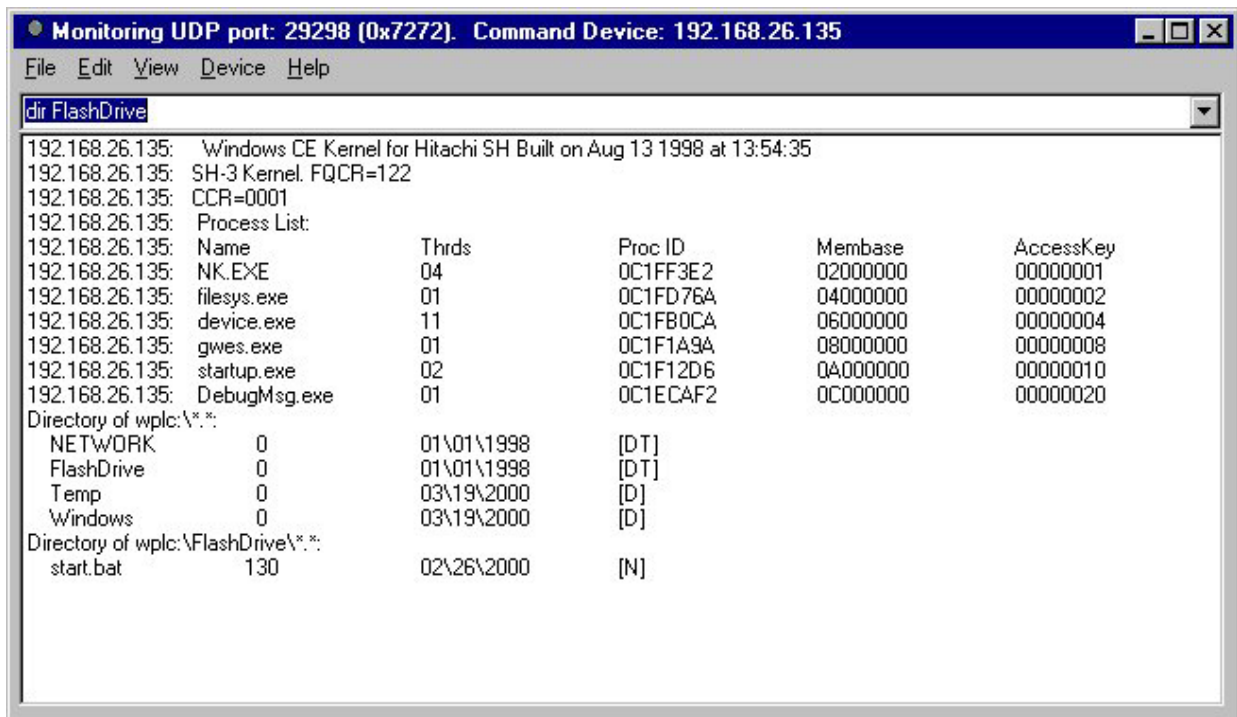 Monitoring UDP port: 29298 (0x7272).  Command Device: 192.168.26.135
File Edit View Device Help
dir FlashDrive
192.168.26.135: Windows CE Kernel for Hitachi SH Built on Aug 13 1998 at 13:54:35
192.168.26.135: SH-3 Kernel. FQCR=122
192.168.26.135: CCR=0001
192.168.26.135: Process List:
192.168.26.135: Name Thrds Proc ID Membase AccessKey
192.168.26.135: NK.EXE 04 0C1FF3E2 02000000 00000001
192.168.26.135: filesys.exe 01 0C1FD76A 04000000 00000002
192.168.26.135: device.exe 11 0C1FB0CA 06000000 00000004
192.168.26.135: gwes.exe 01 0C1F1A9A 08000000 00000008
192.168.26.135: startup.exe 02 0C1F12D6 0A000000 00000010
192.168.26.135: DebugMsg.exe 01 0C1ECAF2 0C000000 00000020
Directory of wplc:\*.*:
NETWORK 0 01\01\1998 [DT]
FlashDrive 0 01\01\1998 [DT]
Temp 0 03\19\2000 [D]
Windows 0 03\19\2000 [D]
Directory of wplc:\FlashDrive\*.*:
start.bat 130 02\26\2000 [N]